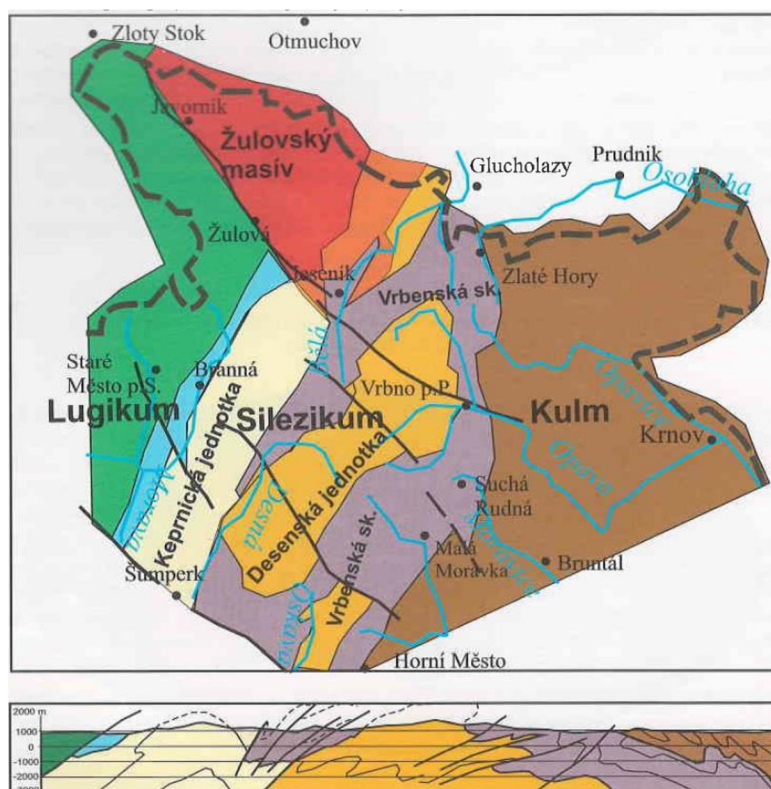 Zloty Stok
Otmuchov
Javorník
Žulovský
masív
Glucholazy
Prudnik
Osoblaha
Žulová
Jeseník
Zlaté Hory
Vrbenská sk.
Bělá
Staré
Město p.S.
Branná
Vrbno p.P.
Opavice
Lugikum
Silezikum
Kulm
Krnov
Keprnická jednotka
Desná
Desenská jednotka
Opava
Suchá
Rudná
Morava
Moravice
Malá
Morávka
Bruntál
Šumperk
Vrbenská sk.
Oskava
Horní Město
2000 m
1000
0
-1000
-2000